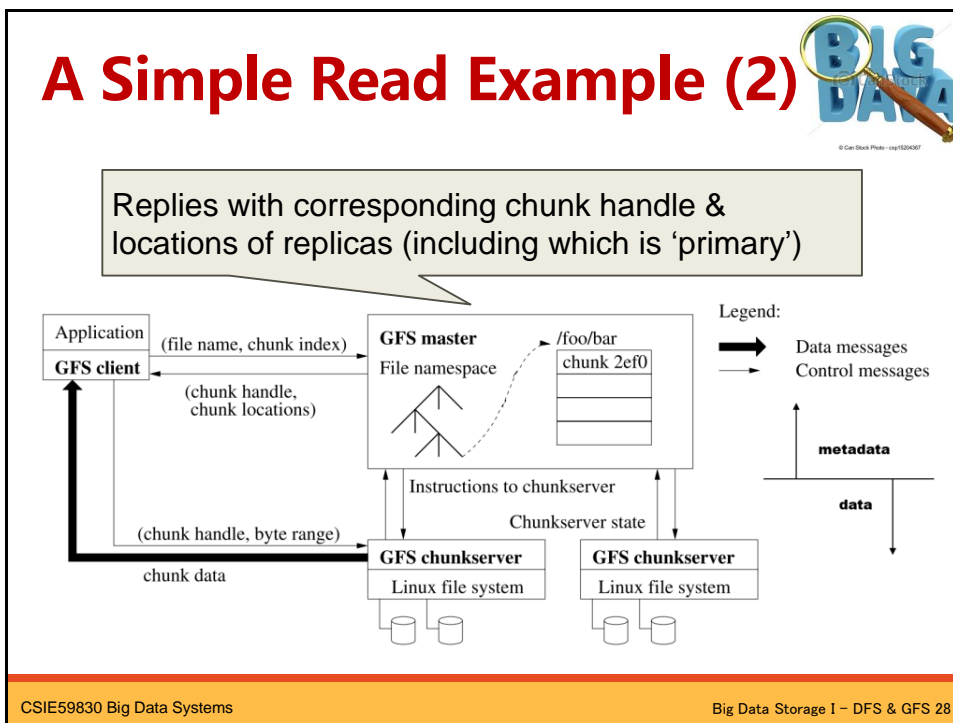 A Simple Read Example (2)
BIG
DATA
© Can Stock Photo - csp15204367
Replies with corresponding chunk handle &
locations of replicas (including which is ‘primary’)
Application
GFS client
(file name, chunk index)
(chunk handle,
chunk locations)
GFS master
File namespace
/foo/bar
chunk 2ef0
Legend:
Data messages
Control messages
metadata
data
Instructions to chunkserver
Chunkserver state
(chunk handle, byte range)
chunk data
GFS chunkserver
Linux file system
GFS chunkserver
Linux file system
CSIE59830 Big Data Systems
Big Data Storage I – DFS & GFS 28